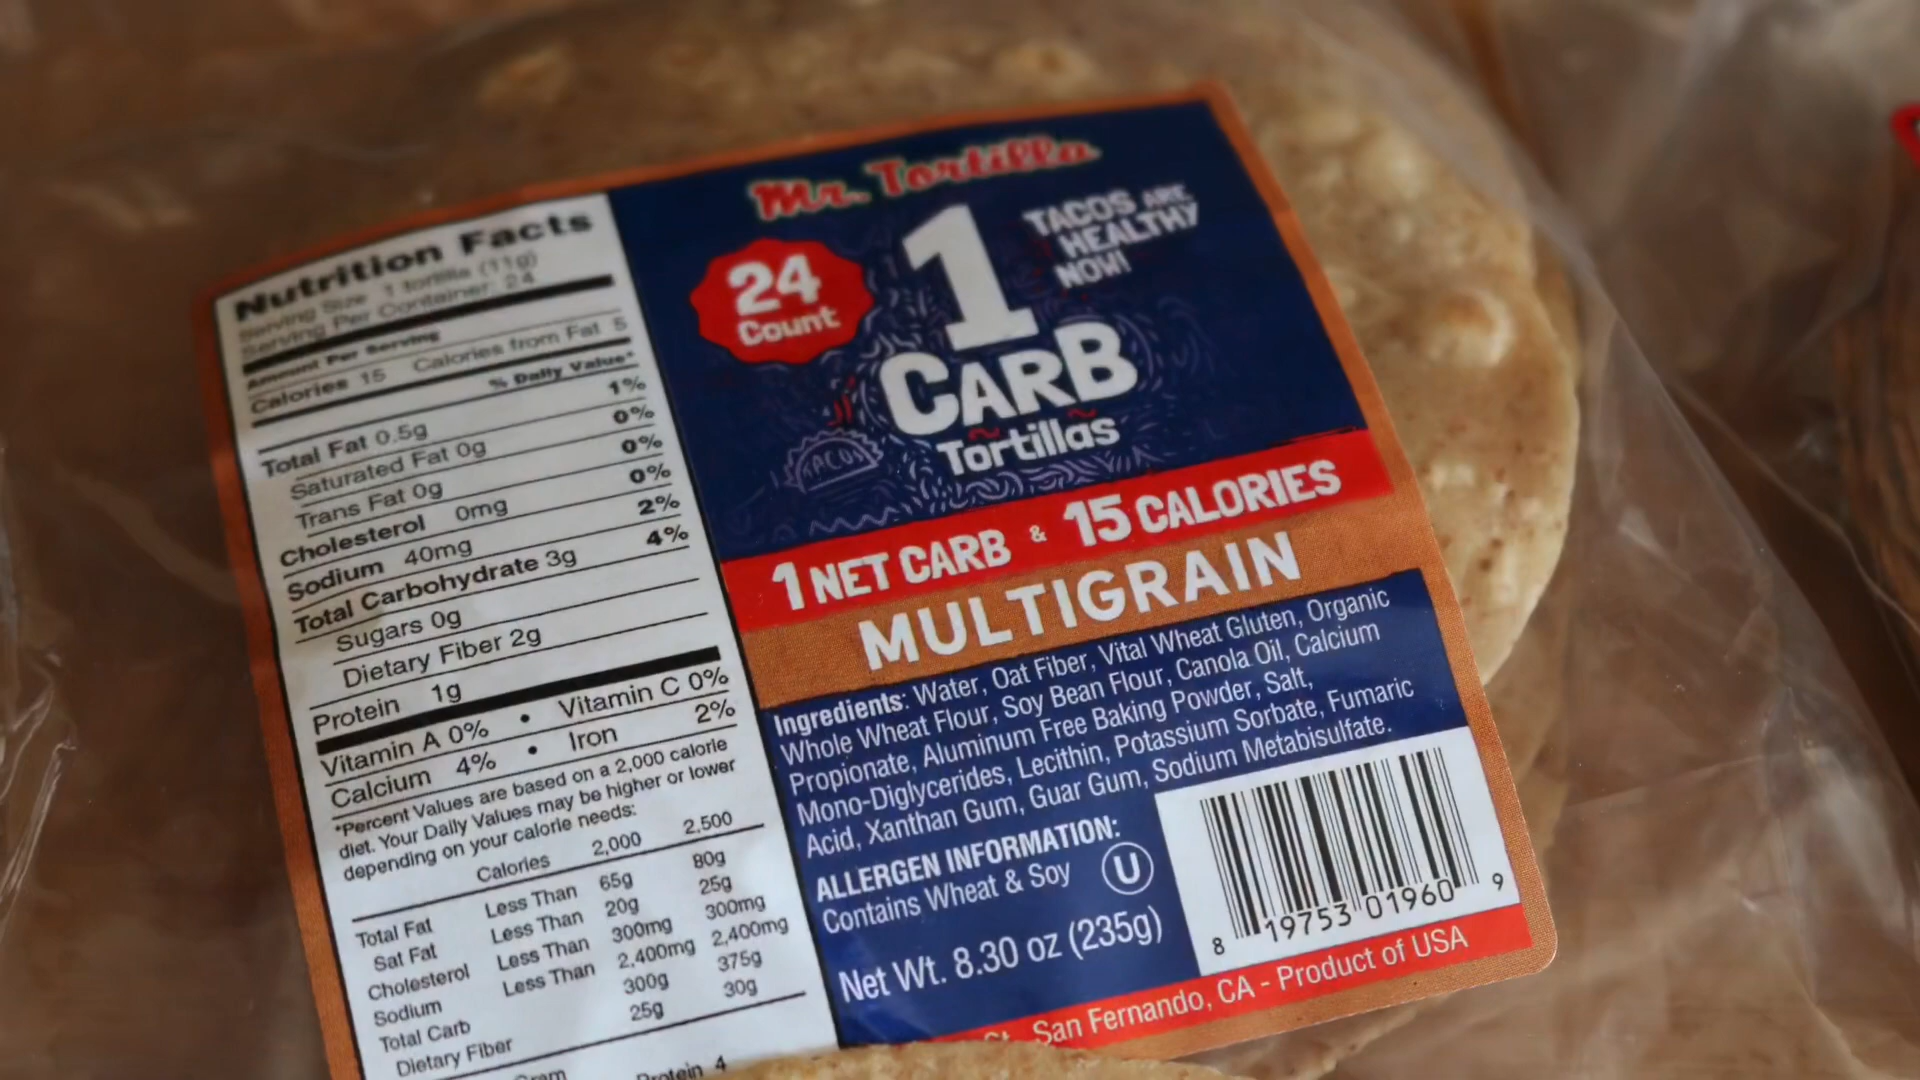 Nutrition Facts
Serving Size 1 tortilla (11g)
Serving Per Container: 24
Amount Per Serving
Calories 15 Calories from Fat 5
% Daily Value*
Total Fat 0.5g 1%
Saturated Fat 0g 0%
Trans Fat 0g 0%
Cholesterol 0mg 0%
Sodium 40mg 2%
Total Carbohydrate 3g 4%
Sugars 0g
Dietary Fiber 2g
Protein 1g
Vitamin A 0% • Vitamin C 0%
Calcium 4% • Iron 2%
*Percent Values are based on a 2,000 calorie
diet. Your Daily Values may be higher or lower
depending on your calorie needs:
Calories 2,000 2,500
Total Fat Less Than 65g 80g
Sat Fat Less Than 20g 25g
Cholesterol Less Than 300mg 300mg
Sodium Less Than 2,400mg 2,400mg
Total Carb 300g 375g
Dietary Fiber 25g 30g
Protein 4
Mr. Tortilla
24
Count
1
CARB
Tortillas
TACOS ARE
HEALTHY
NOW!
TACOS
1 NET CARB & 15 CALORIES
MULTIGRAIN
Ingredients: Water, Oat Fiber, Vital Wheat Gluten, Organic
Whole Wheat Flour, Soy Bean Flour, Canola Oil, Calcium
Propionate, Aluminum Free Baking Powder, Salt,
Mono-Diglycerides, Lecithin, Potassium Sorbate, Fumaric
Acid, Xanthan Gum, Guar Gum, Sodium Metabisulfate.
ALLERGEN INFORMATION:
Contains Wheat & Soy
U
Net Wt. 8.30 oz (235g)
8 19753 01960 9
San Fernando, CA - Product of USA